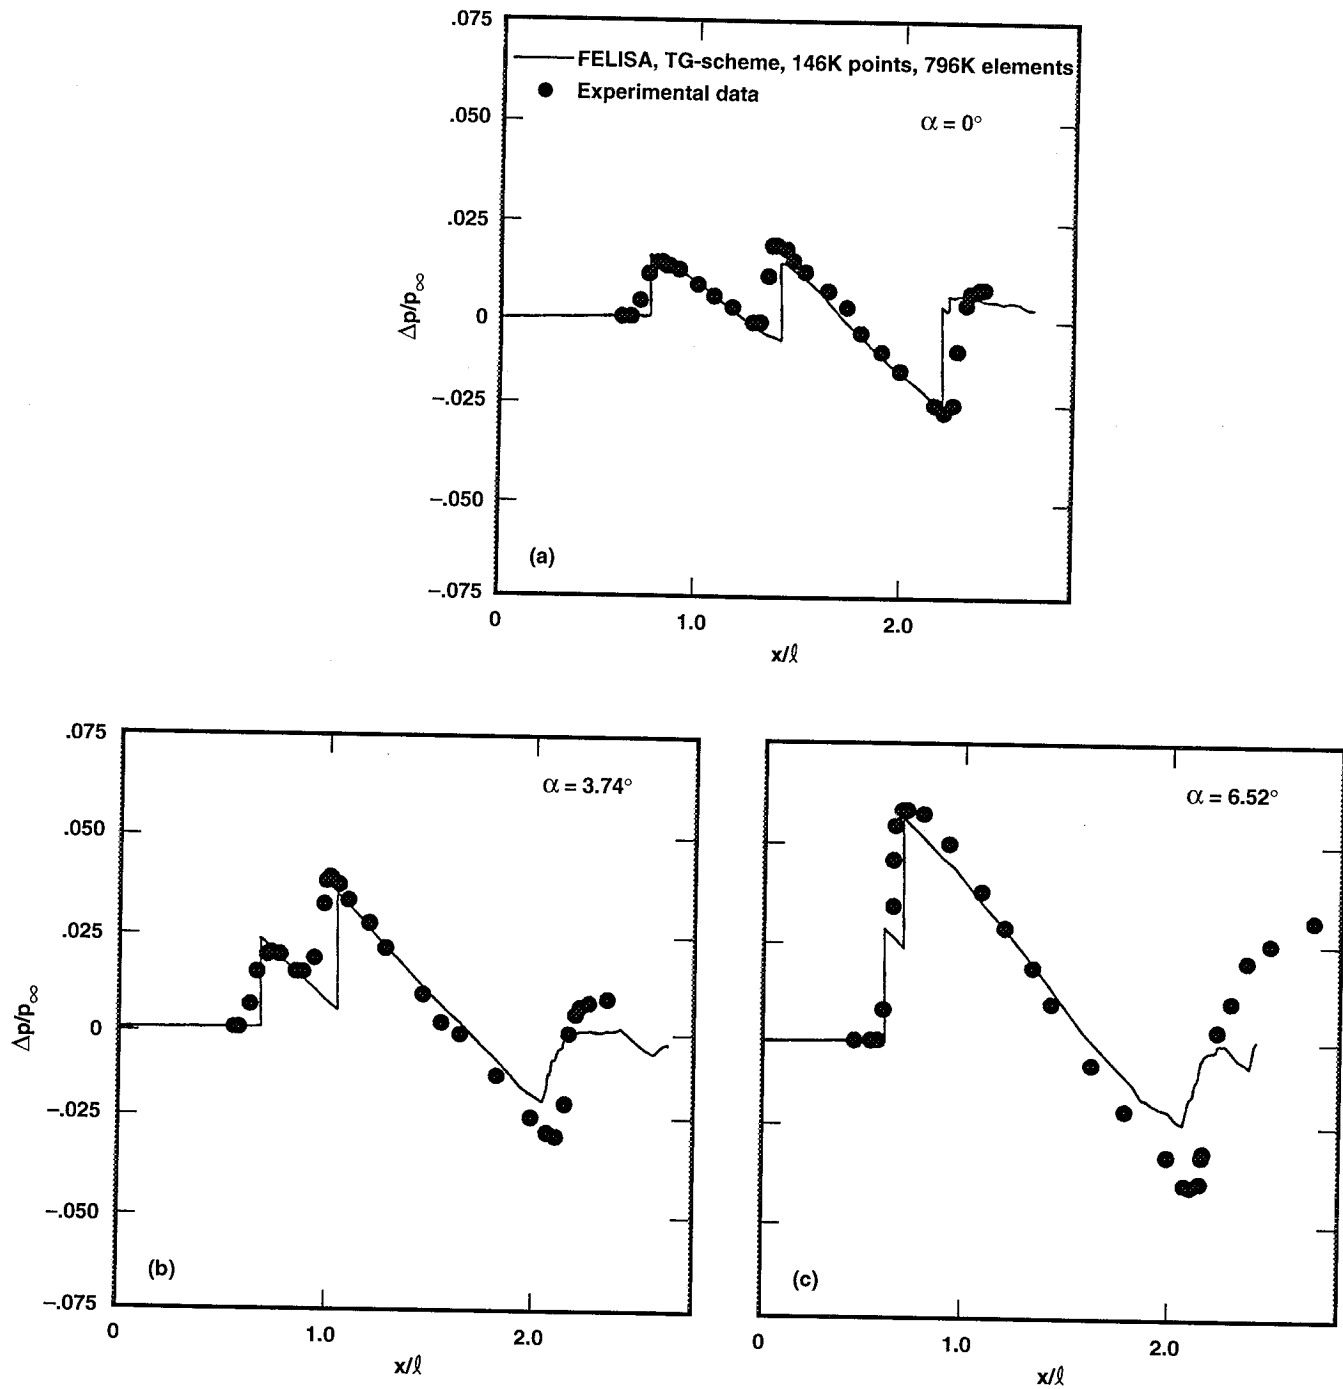 .075
FELISA, TG-scheme, 146K points, 796K elements
Experimental data
.050
α = 0°
.025
Δp/p∞
0
−.025
−.050
(a)
−.075
0
1.0
2.0
x/ℓ
.075
α = 3.74°
α = 6.52°
.050
.025
Δp/p∞
0
−.025
−.050
(b)
(c)
−.075
0
1.0
2.0
0
1.0
2.0
x/ℓ
x/ℓ